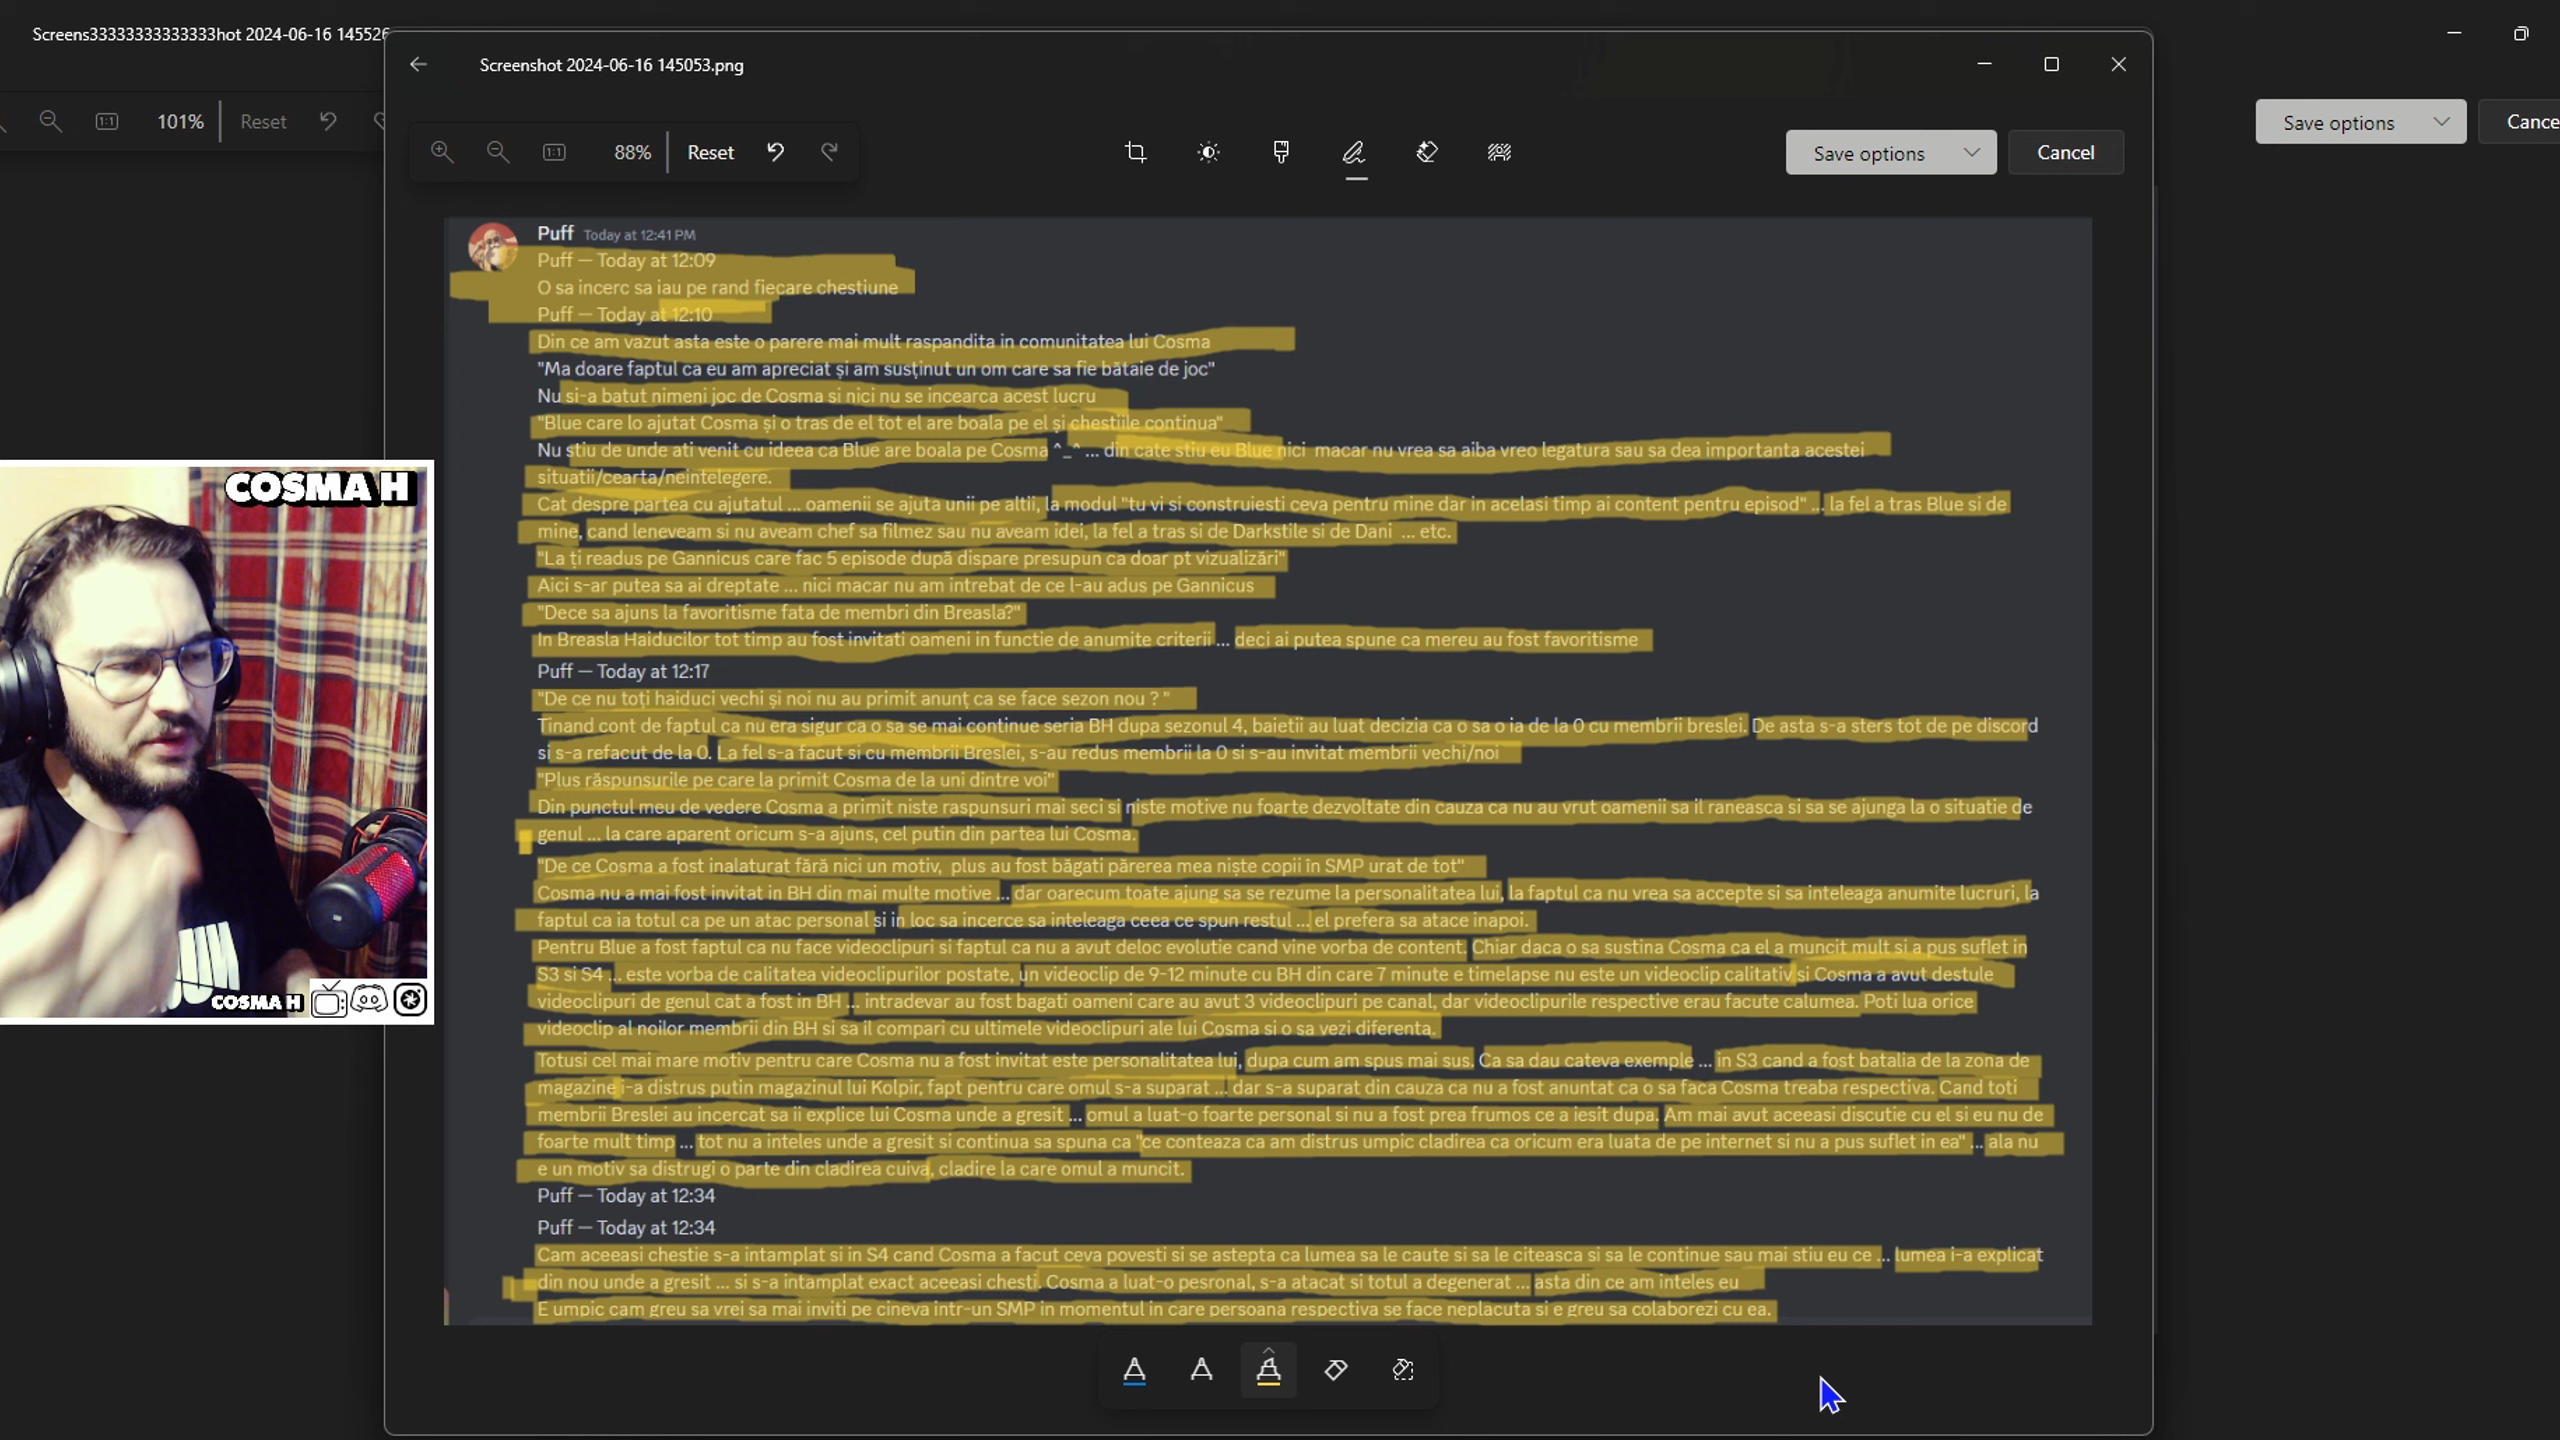 Screens33333333333333hot 2024-06-16 145526
Screenshot 2024-06-16 145053.png
101%
Reset
Save options
Cance
88%
Reset
Save options
Cancel
Puff Today at 12:41 PM
Puff — Today at 12:09
O sa incerc sa iau pe rand fiecare chestiune
Puff — Today at 12:10
Din ce am vazut asta este o parere mai mult raspandita in comunitatea lui Cosma
"Ma doare faptul ca eu am apreciat și am susținut un om care sa fie bătaie de joc"
Nu si-a batut nimeni joc de Cosma si nici nu se incearca acest lucru
"Blue care lo ajutat Cosma și o tras de el tot el are boala pe el și chestiile continua"
Nu stiu de unde ati venit cu ideea ca Blue are boala pe Cosma ^_^ ... din cate stiu eu Blue nici macar nu vrea sa aiba vreo legatura sau sa dea importanta acestei
situatii/cearta/neintelegere.
Cat despre partea cu ajutatul ... oamenii se ajuta unii pe altii, la modul "tu vi si construiesti ceva pentru mine dar in acelasi timp ai content pentru episod" ... la fel a tras Blue si de
mine, cand leneveam si nu aveam chef sa filmez sau nu aveam idei, la fel a tras si de Darkstile si de Dani ... etc.
"La ți readus pe Gannicus care fac 5 episode după dispare presupun ca doar pt vizualizări"
Aici s-ar putea sa ai dreptate ... nici macar nu am intrebat de ce l-au adus pe Gannicus
"Dece sa ajuns la favoritisme fata de membri din Breasla?"
In Breasla Haiducilor tot timp au fost invitati oameni in functie de anumite criterii ... deci ai putea spune ca mereu au fost favoritisme
Puff — Today at 12:17
"De ce nu toți haiduci vechi și noi nu au primit anunț ca se face sezon nou ? "
Tinand cont de faptul ca nu era sigur ca o sa se mai continue seria BH dupa sezonul 4, baietii au luat decizia ca o sa o ia de la 0 cu membrii breslei. De asta s-a sters tot de pe discord
si s-a refacut de la 0. La fel s-a facut si cu membrii Breslei, s-au redus membrii la 0 si s-au invitat membrii vechi/noi
"Plus răspunsurile pe care la primit Cosma de la uni dintre voi"
Din punctul meu de vedere Cosma a primit niste raspunsuri mai seci si niste motive nu foarte dezvoltate din cauza ca nu au vrut oamenii sa il raneasca si sa se ajunga la o situatie de
genul ... la care aparent oricum s-a ajuns, cel putin din partea lui Cosma.
"De ce Cosma a fost inalaturat fără nici un motiv, plus au fost băgati părerea mea niște copii în SMP urat de tot"
Cosma nu a mai fost invitat in BH din mai multe motive ... dar oarecum toate ajung sa se rezume la personalitatea lui, la faptul ca nu vrea sa accepte si sa inteleaga anumite lucruri, la
faptul ca ia totul ca pe un atac personal si in loc sa incerce sa inteleaga ceea ce spun restul ... el prefera sa atace inapoi.
Pentru Blue a fost faptul ca nu face videoclipuri si faptul ca nu a avut deloc evolutie cand vine vorba de content. Chiar daca o sa sustina Cosma ca el a muncit mult si a pus suflet in
S3 si S4 ... este vorba de calitatea videoclipurilor postate, un videoclip de 9-12 minute cu BH din care 7 minute e timelapse nu este un videoclip calitativ si Cosma a avut destule
videoclipuri de genul cat a fost in BH ... intradevar au fost bagati oameni care au avut 3 videoclipuri pe canal, dar videoclipurile respective erau facute calumea. Poti lua orice
videoclip al noilor membrii din BH si sa il compari cu ultimele videoclipuri ale lui Cosma si o sa vezi diferenta.
Totusi cel mai mare motiv pentru care Cosma nu a fost invitat este personalitatea lui, dupa cum am spus mai sus. Ca sa dau cateva exemple ... in S3 cand a fost batalia de la zona de
magazine i-a distrus putin magazinul lui Kolpir, fapt pentru care omul s-a suparat ... dar s-a suparat din cauza ca nu a fost anuntat ca o sa faca Cosma treaba respectiva. Cand toti
membrii Breslei au incercat sa ii explice lui Cosma unde a gresit ... omul a luat-o foarte personal si nu a fost prea frumos ce a iesit dupa. Am mai avut aceeasi discutie cu el si eu nu de
foarte mult timp ... tot nu a inteles unde a gresit si continua sa spuna ca "ce conteaza ca am distrus umpic cladirea ca oricum era luata de pe internet si nu a pus suflet in ea" ... ala nu
e un motiv sa distrugi o parte din cladirea cuiva, cladire la care omul a muncit.
Puff — Today at 12:34
Puff — Today at 12:34
Cam aceeasi chestie s-a intamplat si in S4 cand Cosma a facut ceva povesti si se astepta ca lumea sa le caute si sa le citeasca si sa le continue sau mai stiu eu ce ... lumea i-a explicat
din nou unde a gresit ... si s-a intamplat exact aceeasi chesti. Cosma a luat-o pesronal, s-a atacat si totul a degenerat ... asta din ce am inteles eu
E umpic cam greu sa vrei sa mai inviti pe cineva intr-un SMP in momentul in care persoana respectiva se face neplacuta si e greu sa colaborezi cu ea.
COSMA H
COSMA H